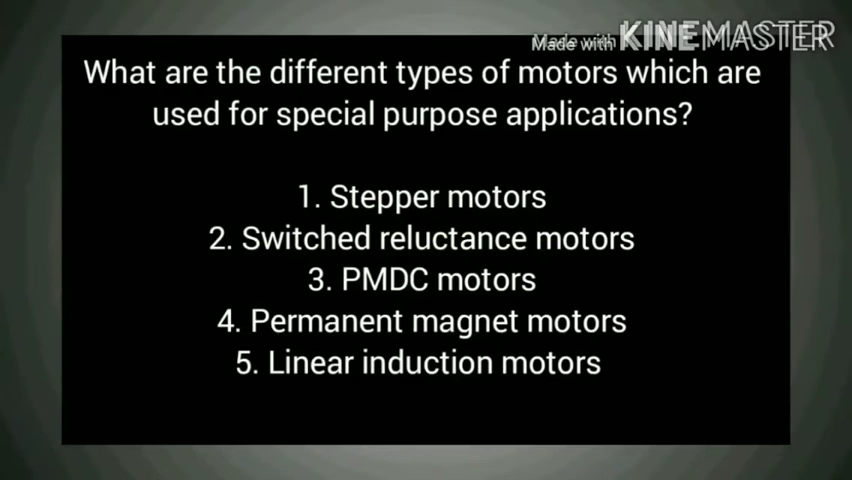 Made with KINEMASTER
What are the different types of motors which are
used for special purpose applications?
1. Stepper motors
2. Switched reluctance motors
3. PMDC motors
4. Permanent magnet motors
5. Linear induction motors